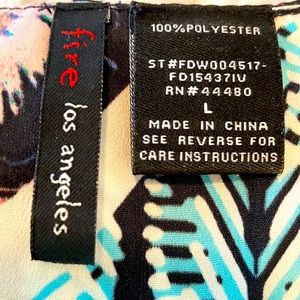 fire los angeles
100%POLYESTER
ST#FDW004517-
FD15437IU
RN#44480
L
MADE IN CHINA
SEE REVERSE FOR
CARE INSTRUCTIONS